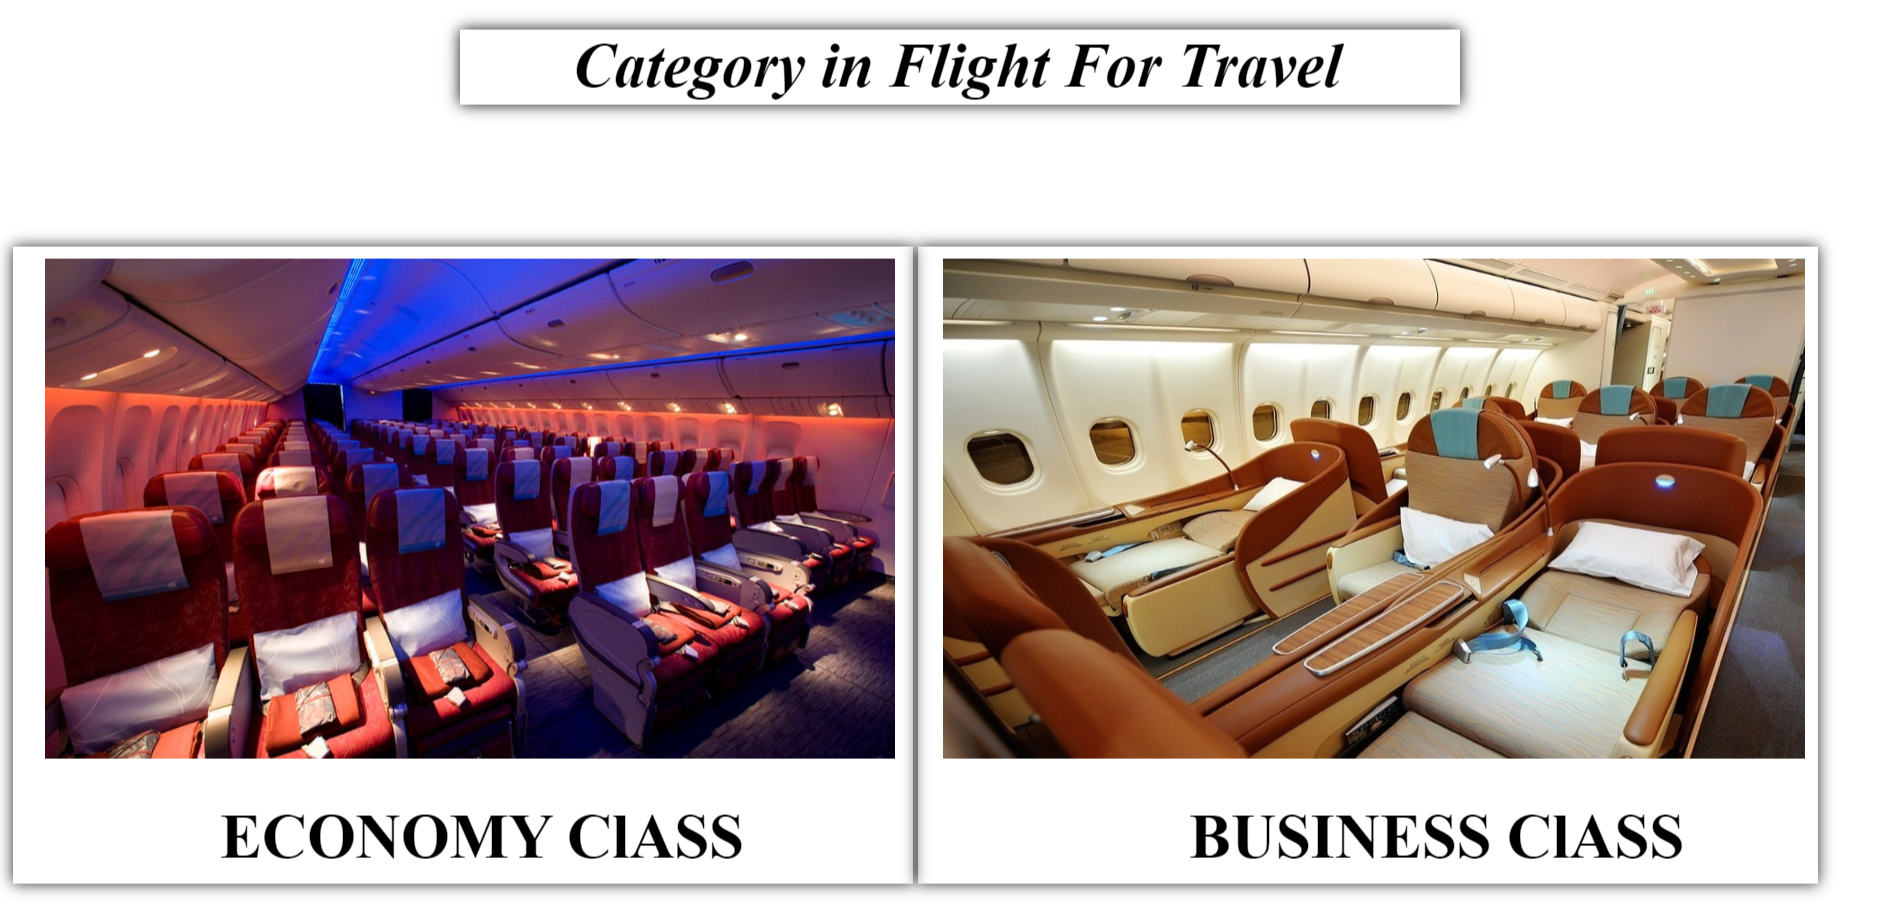 Category in Flight For Travel
ECONOMY ClASS
BUSINESS ClASS